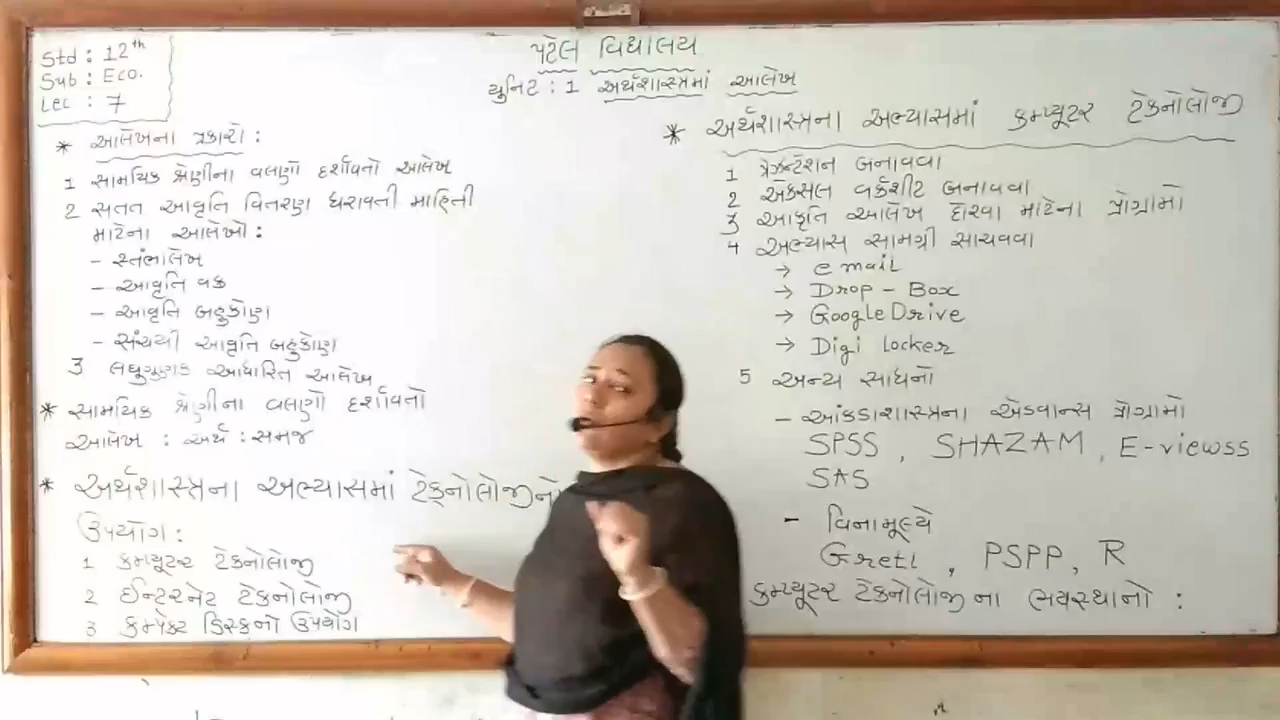 Std : 12th
Sub : Eco.
Lec : 7
પટેલ વિદ્યાલય
યુનિટ : 1 અર્થશાસ્ત્રમાં આલેખ
* આલેખના પ્રકારો :
1 સામયિક શ્રેણીના વલણો દર્શાવતો આલેખ
2 સતત આવૃતિ વિતરણ ધરાવતી માહિતી
માટેના આલેખો :
- સ્તંભાલેખ
- આવૃતિ વક્ર
- આવૃતિ બહુકોણ
- સંચયી આવૃતિ બહુકોણ
3 લઘુગુણક આધારિત આલેખ
* સામયિક શ્રેણીના વલણો દર્શાવતો
આલેખ : અર્થ : સમજ
* અર્થશાસ્ત્રના અભ્યાસમાં ટેક્નોલોજીનો
ઉપયોગ :
1 કમ્પ્યૂટર ટેકનોલોજી
2 ઈન્ટરનેટ ટેકનોલોજી
3 કમ્પેક્ટ ડિસ્કનો ઉપયોગ
* અર્થશાસ્ત્રના અભ્યાસમાં કમ્પ્યૂટર ટેકનોલોજી
1 પ્રેઝન્ટેશન બનાવવા
2 એક્સલ વર્કશીટ બનાવવા
3 આકૃતિ આલેખ દોરવા માટેના પ્રોગ્રામો
4 અભ્યાસ સામગ્રી સાચવવા
→ email
→ Drop - Box
→ Google Drive
→ Digi locker
5 અન્ય સાધનો
- આંકડાશાસ્ત્રના એડવાન્સ પ્રોગ્રામો
SPSS , SHAZAM , E-viewss
SAS
- વિનામૂલ્યે
Gretl , PSPP, R
કમ્પ્યૂટર ટેકનોલોજી ના ભયસ્થાનો :